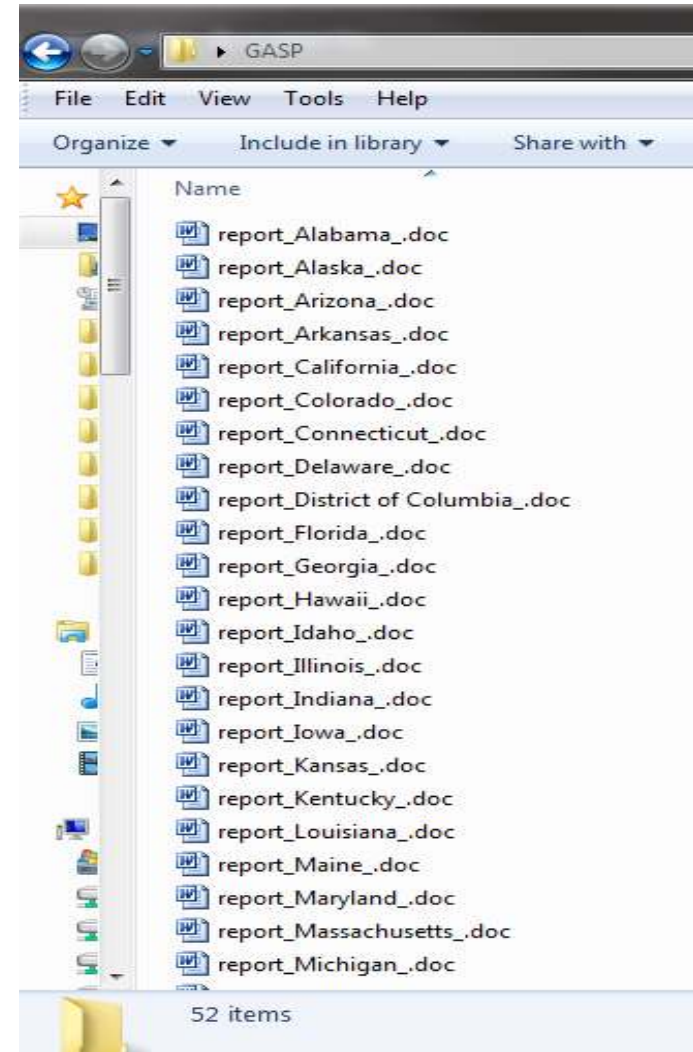 GASP
File Edit View Tools Help
Organize Include in library Share with
Name
report_Alabama_.doc
report_Alaska_.doc
report_Arizona_.doc
report_Arkansas_.doc
report_California_.doc
report_Colorado_.doc
report_Connecticut_.doc
report_Delaware_.doc
report_District of Columbia_.doc
report_Florida_.doc
report_Georgia_.doc
report_Hawaii_.doc
report_Idaho_.doc
report_Illinois_.doc
report_Indiana_.doc
report_Iowa_.doc
report_Kansas_.doc
report_Kentucky_.doc
report_Louisiana_.doc
report_Maine_.doc
report_Maryland_.doc
report_Massachusetts_.doc
report_Michigan_.doc
52 items